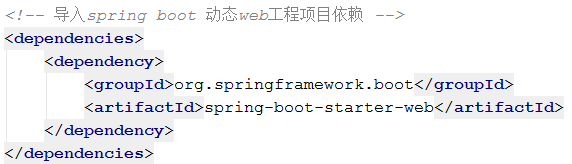 <!-- 导入spring boot 动态web工程项目依赖 -->
<dependencies>
<dependency>
<groupId>org.springframework.boot</groupId>
<artifactId>spring-boot-starter-web</artifactId>
</dependency>
</dependencies>